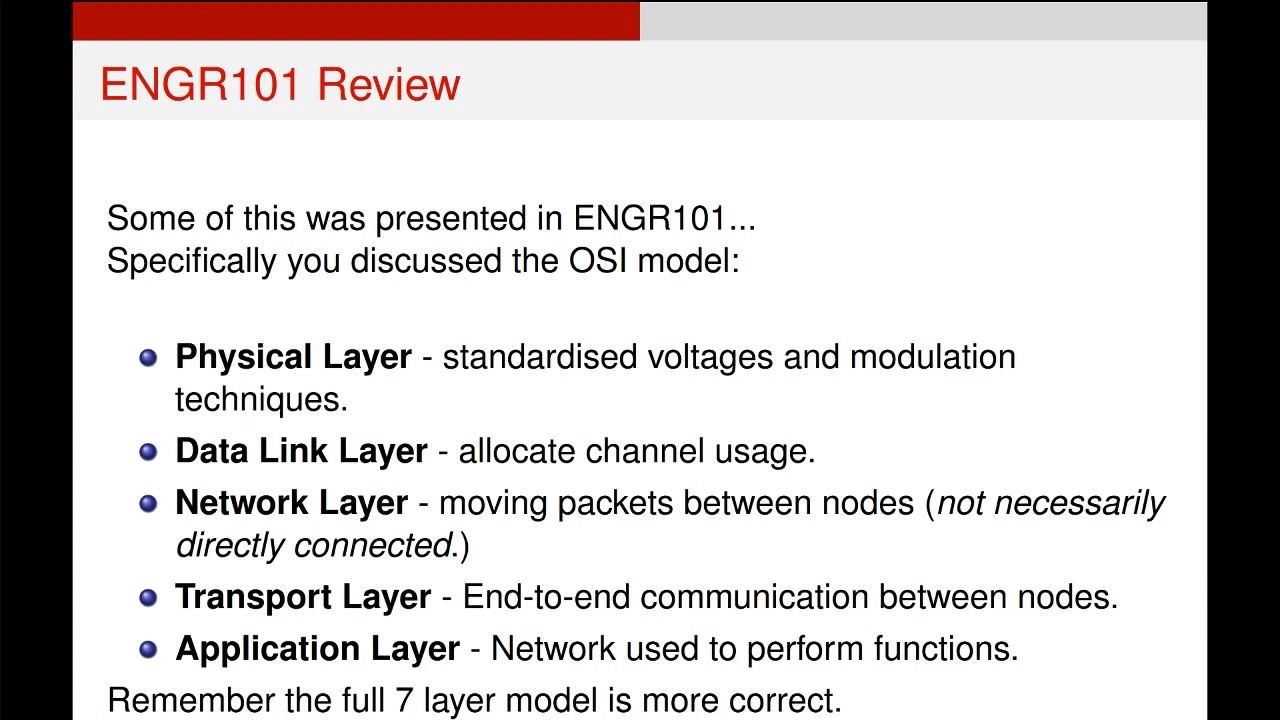 ENGR101 Review
Some of this was presented in ENGR101...
Specifically you discussed the OSI model:
Physical Layer - standardised voltages and modulation
techniques.
Data Link Layer - allocate channel usage.
Network Layer - moving packets between nodes (not necessarily
directly connected.)
Transport Layer - End-to-end communication between nodes.
Application Layer - Network used to perform functions.
Remember the full 7 layer model is more correct.